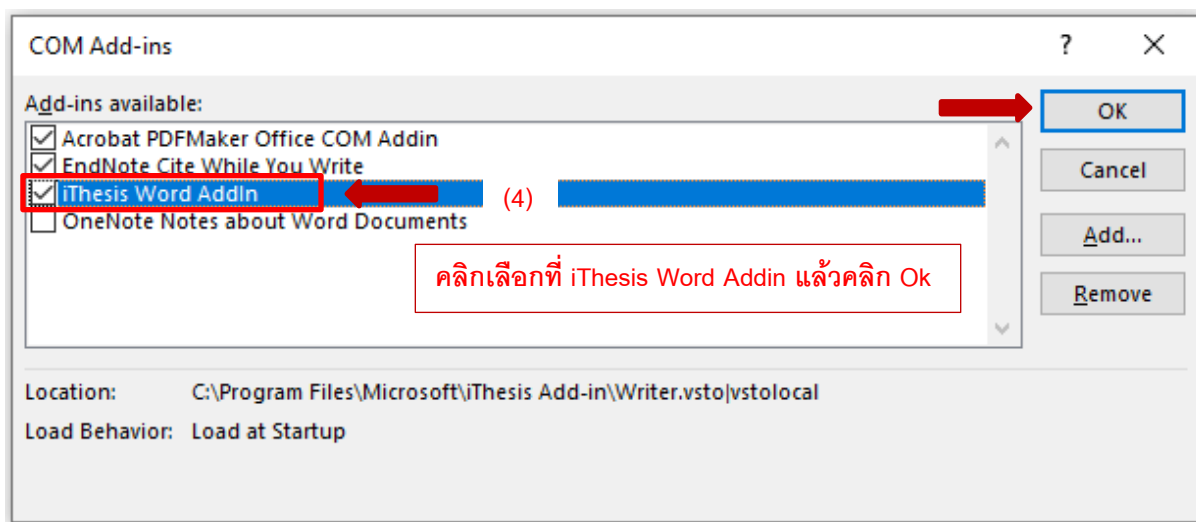 COM Add-ins
?
Add-ins available:
OK
Acrobat PDFMaker Office COM Addin
EndNote Cite While You Write
Cancel
iThesis Word AddIn
(4)
OneNote Notes about Word Documents
Add...
คลิกเลือกที่ iThesis Word Addin แล้วคลิก Ok
Remove
Location: C:\Program Files\Microsoft\iThesis Add-in\Writer.vsto|vstolocal
Load Behavior: Load at Startup